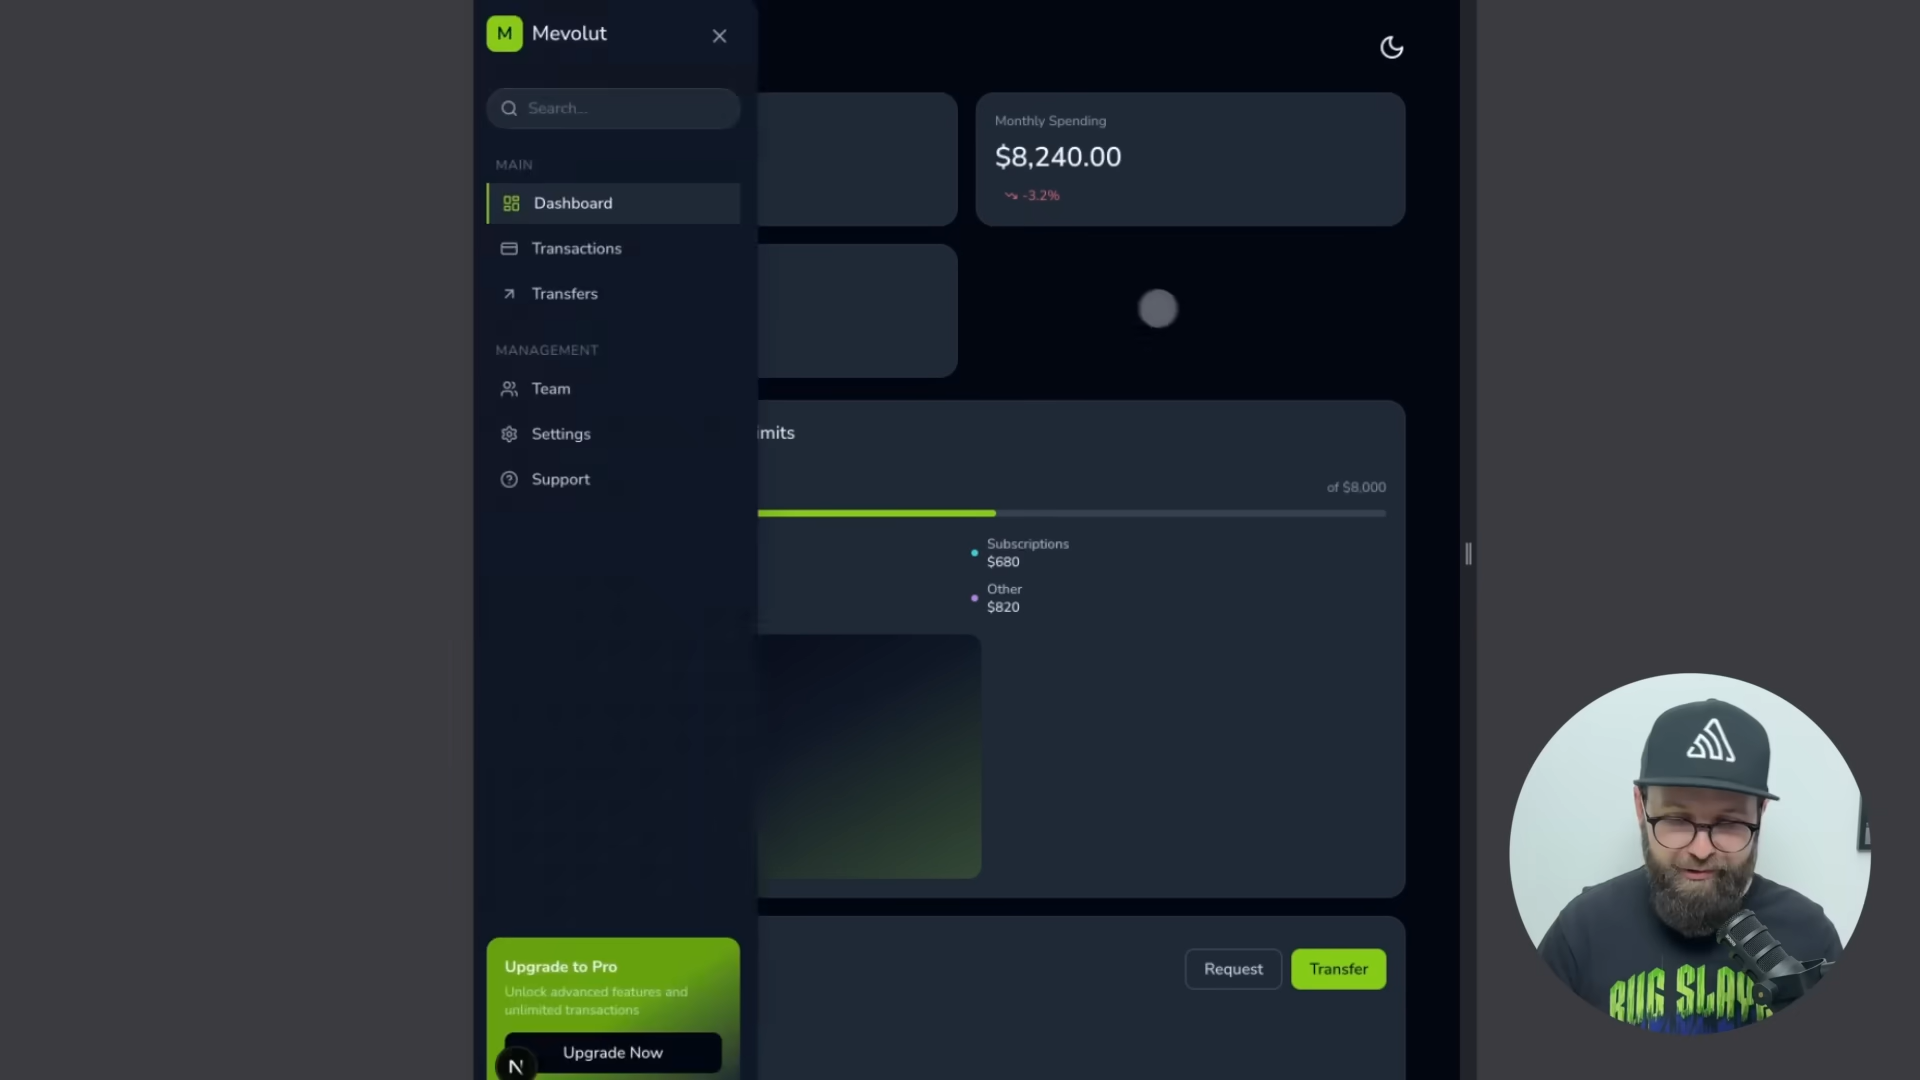 M Mevolut
Search...
MAIN
Dashboard
Transactions
Transfers
MANAGEMENT
Team
Settings
Support
Upgrade to Pro
Unlock advanced features and
unlimited transactions
Upgrade Now
N
Monthly Spending
$8,240.00
-3.2%
imits
of $8,000
Subscriptions
$680
Other
$820
Request
Transfer
BUG SLAY